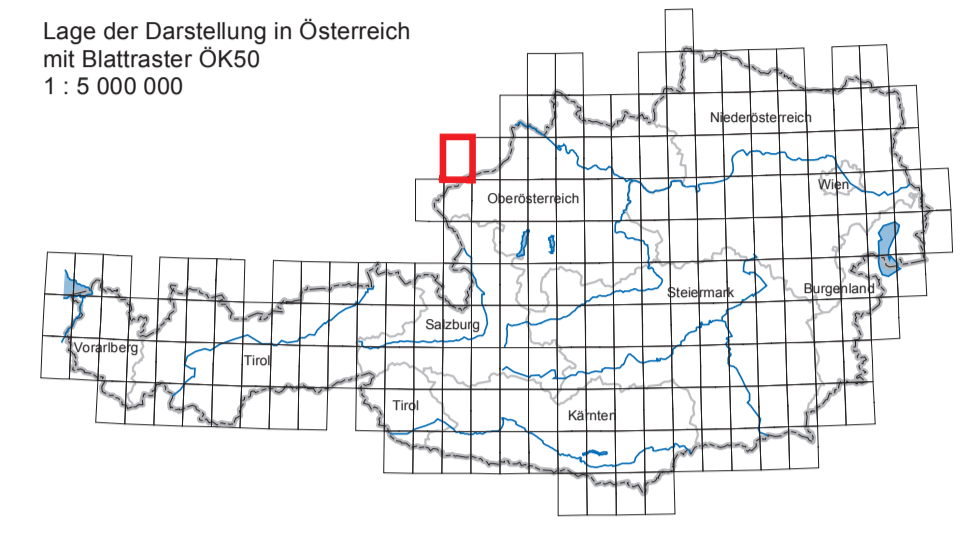 Lage der Darstellung in Österreich
mit Blattraster ÖK50
1 : 5 000 000
Niederösterreich
Wien
Oberösterreich
Steiermark
Burgenland
Salzburg
Vorarlberg
Tirol
Tirol
Kärnten